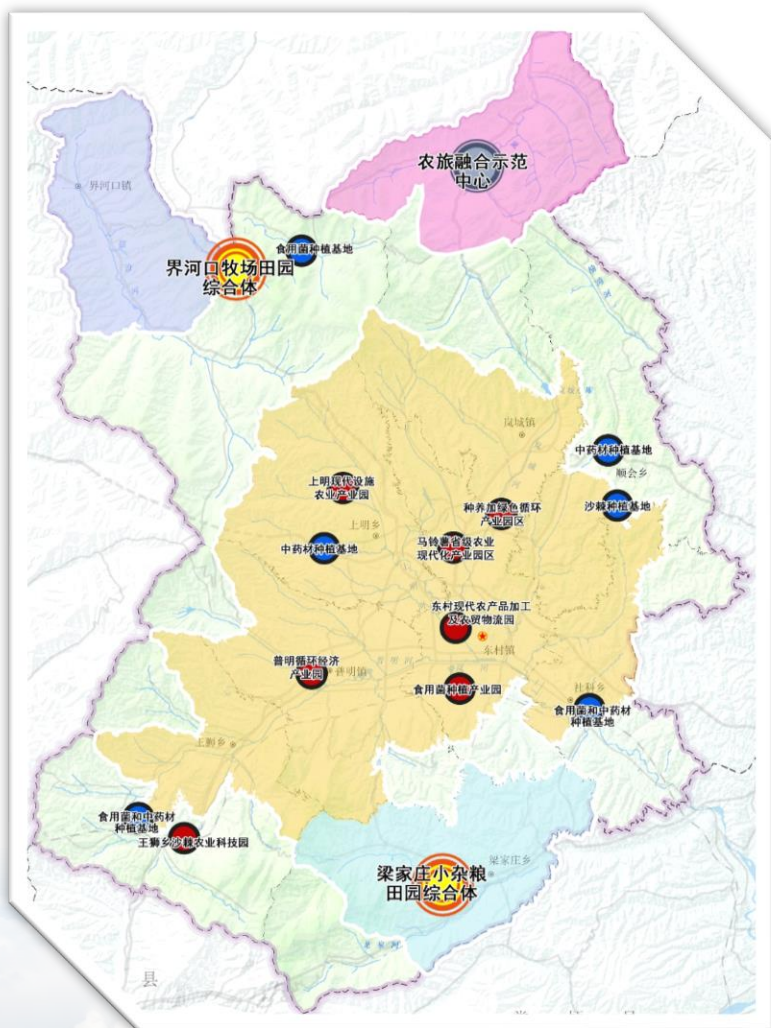 农旅融合示范
中心
界河口镇
食用菌种植基地
界河口牧场田园
综合体
岚城镇
中药材种植基地
顺会乡
上明现代设施
农业产业园
种养加绿色循环
产业园区
沙棘种植基地
上明乡
马铃薯省级农业
现代化产业园区
中药材种植基地
东村现代农产品加工
及农贸物流园
东村镇
普明循环经济
产业园
普明镇
食用菌种植产业园
社科乡
食用菌和中药材
种植基地
王狮乡
食用菌和中药材
种植基地
王狮乡沙棘农业科技园
梁家庄乡
梁家庄小杂粮
田园综合体
县